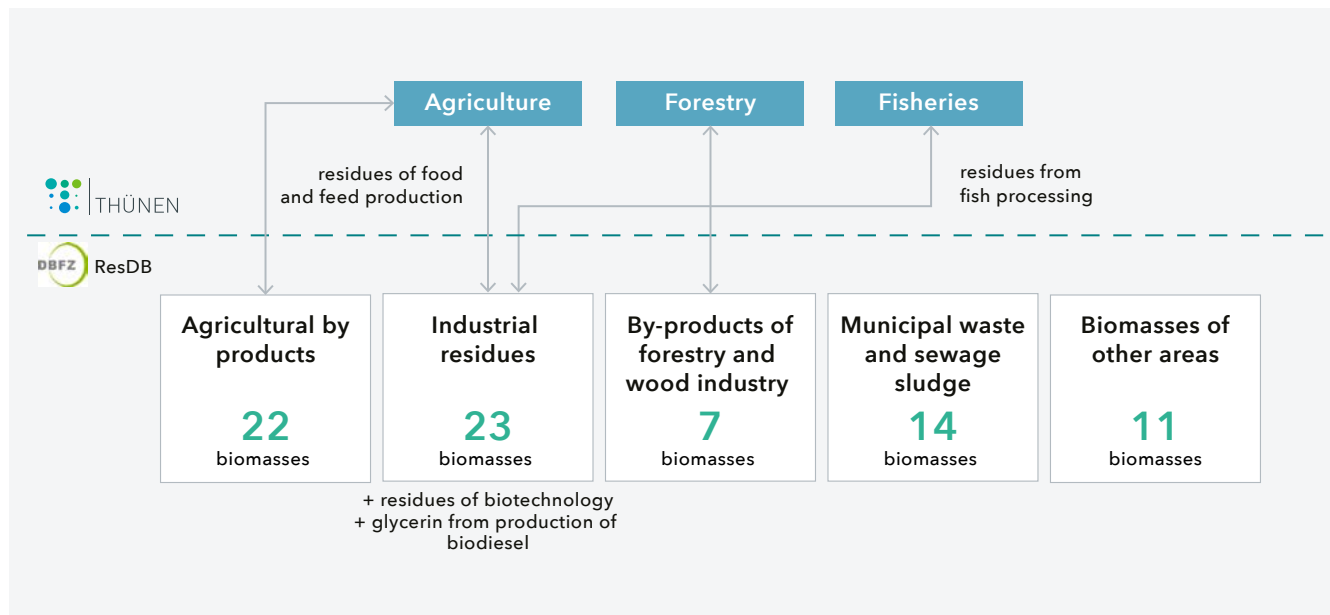 Agriculture
Forestry
Fisheries
residues of food
and feed production
residues from
fish processing
THÜNEN
DBFZ
ResDB
Agricultural by
products
22
biomasses
Industrial
residues
23
biomasses
+ residues of biotechnology
+ glycerin from production of
biodiesel
By-products of
forestry and
wood industry
7
biomasses
Municipal waste
and sewage
sludge
14
biomasses
Biomasses of
other areas
11
biomasses